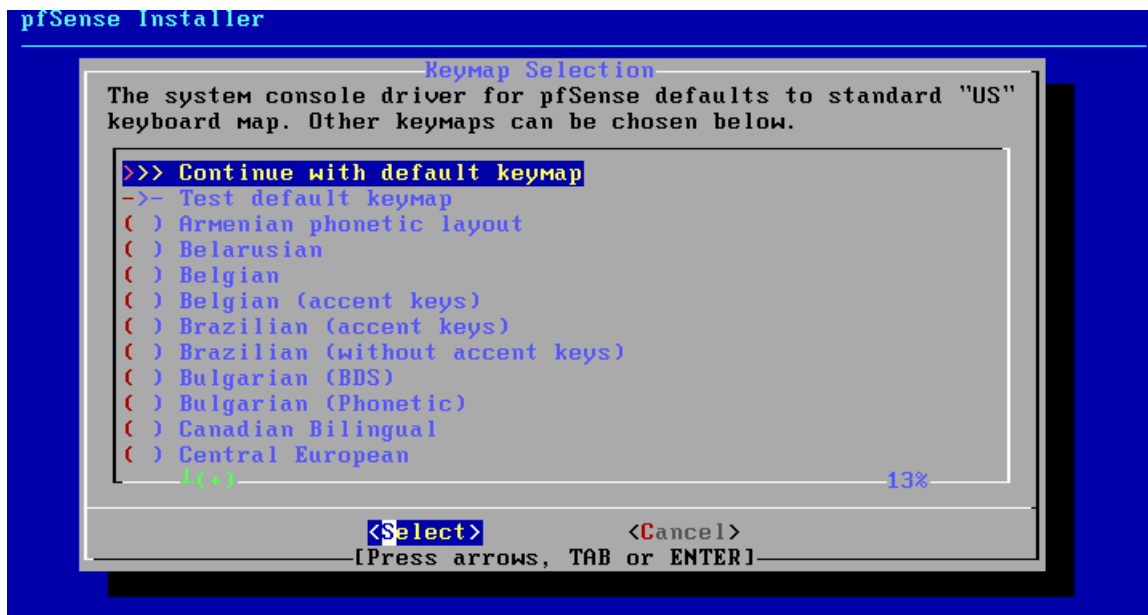 pfSense Installer
Keymap Selection
The system console driver for pfSense defaults to standard "US"
keyboard map. Other keymaps can be chosen below.
>>> Continue with default keymap
->- Test default keymap
( ) Armenian phonetic layout
( ) Belarusian
( ) Belgian
( ) Belgian (accent keys)
( ) Brazilian (accent keys)
( ) Brazilian (without accent keys)
( ) Bulgarian (BDS)
( ) Bulgarian (Phonetic)
( ) Canadian Bilingual
( ) Central European
┴(+) 13%
<Select> <Cancel>
[Press arrows, TAB or ENTER]